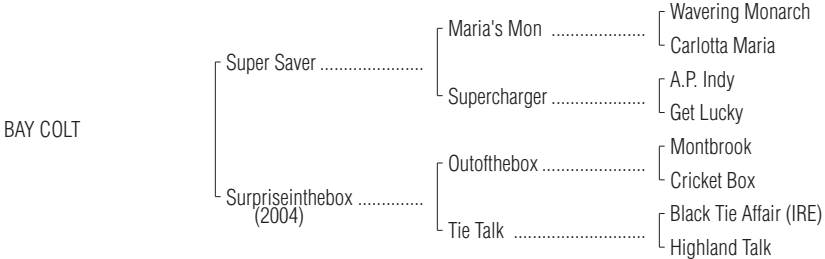 Wavering Monarch
Maria's Mon ....................
Carlotta Maria
Super Saver ......................
A.P. Indy
Supercharger ....................
Get Lucky
BAY COLT
Montbrook
Outofthebox ......................
Cricket Box
Surpriseinthebox ..............
(2004)
Black Tie Affair (IRE)
Tie Talk ............................
Highland Talk